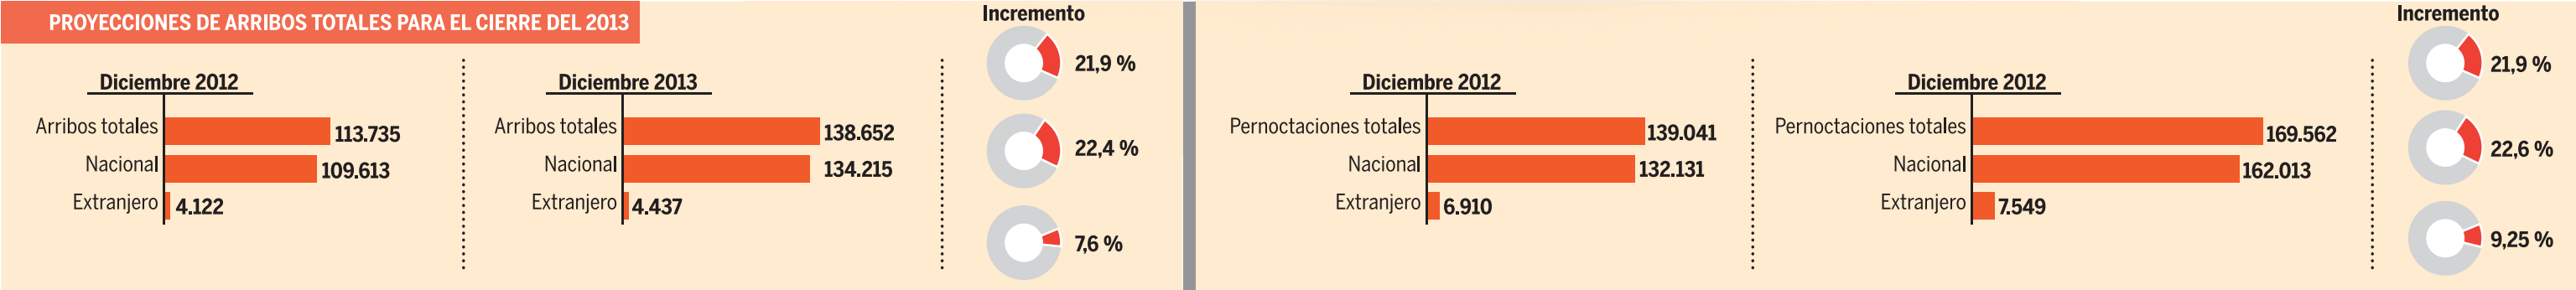 PROYECCIONES DE ARRIBOS TOTALES PARA EL CIERRE DEL 2013
Diciembre 2012
Arribos totales 113.735
Nacional 109.613
Extranjero 4.122
Diciembre 2013
Arribos totales 138.652
Nacional 134.215
Extranjero 4.437
Incremento
21,9 %
22,4 %
7,6 %
Diciembre 2012
Pernoctaciones totales 139.041
Nacional 132.131
Extranjero 6.910
Diciembre 2012
Pernoctaciones totales 169.562
Nacional 162.013
Extranjero 7.549
Incremento
21,9 %
22,6 %
9,25 %